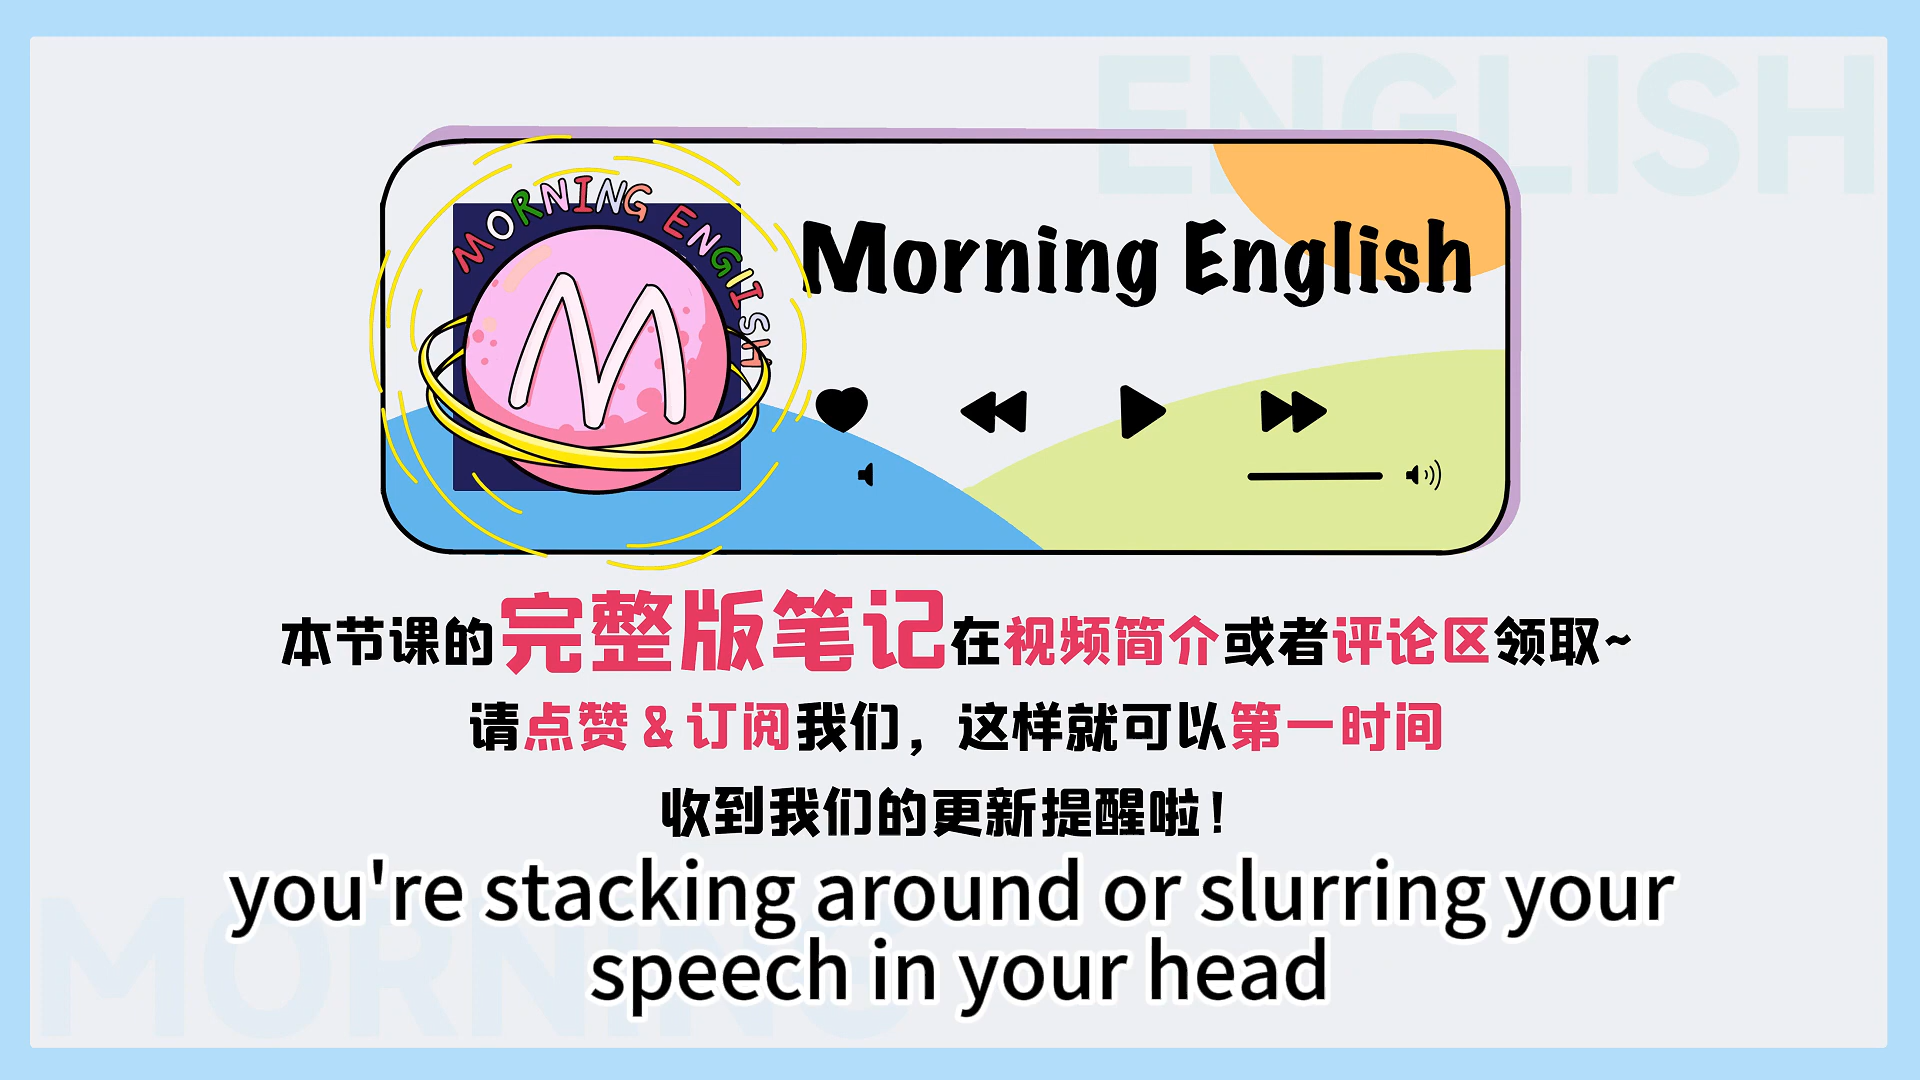 ENGLISH
MORNING ENGLISH
M
Morning English
本节课的完整版笔记在视频简介或者评论区领取~
请点赞&订阅我们，这样就可以第一时间
收到我们的更新提醒啦！
you're stacking around or slurring your
speech in your head
MORNING